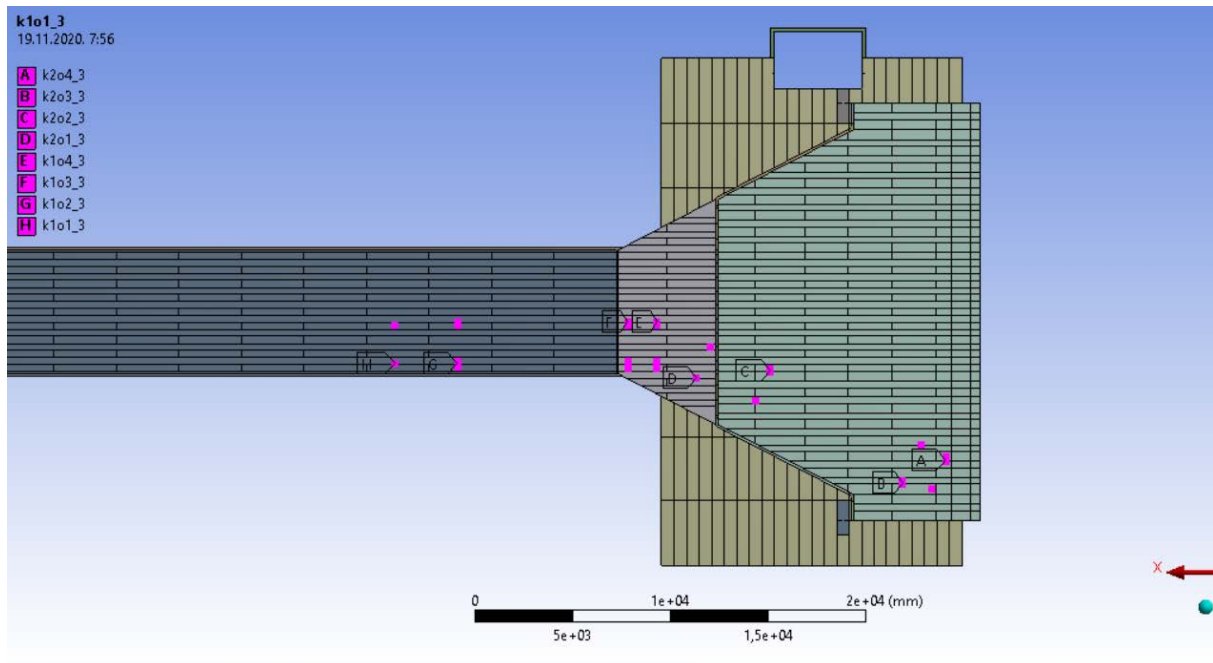 k1o1_3
19.11.2020. 7:56
A k2o4_3
B k2o3_3
C k2o2_3
D k2o1_3
E k1o4_3
F k1o3_3
G k1o2_3
H k1o1_3
F E
H G D C
A
D
X
0 1e+04 2e+04 (mm)
5e+03 1,5e+04